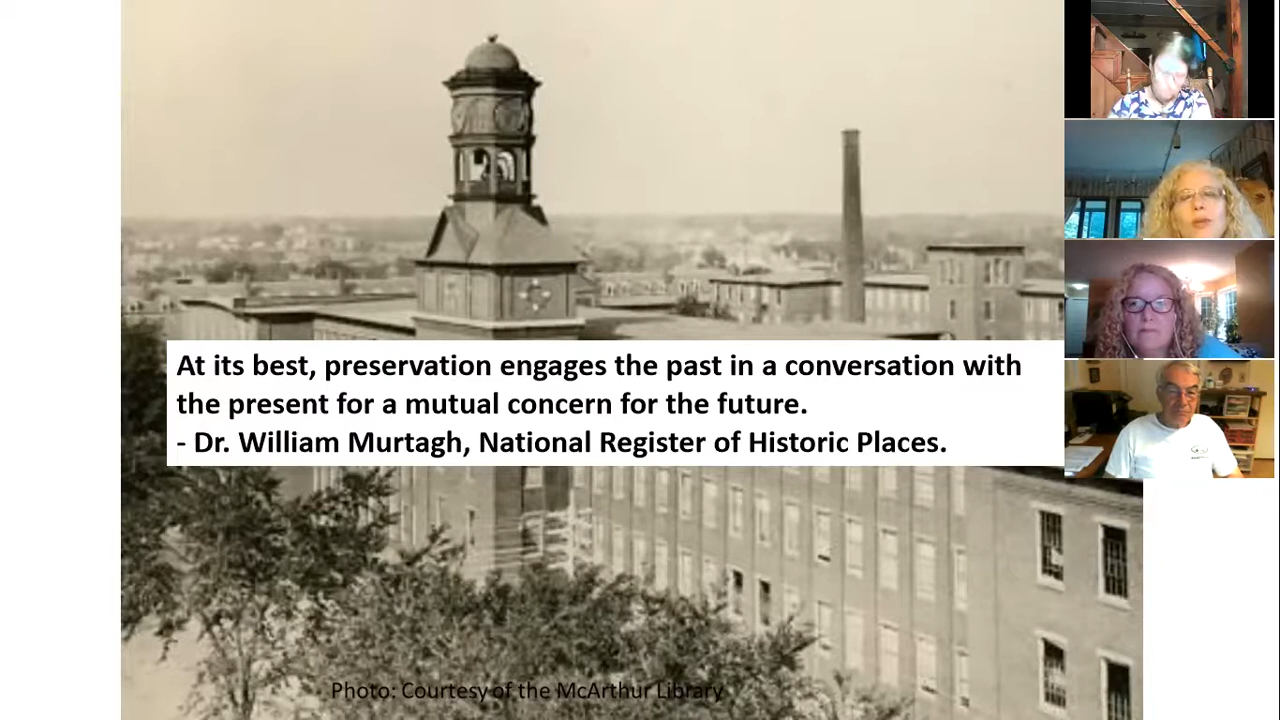 At its best, preservation engages the past in a conversation with
the present for a mutual concern for the future.
- Dr. William Murtagh, National Register of Historic Places.
Photo: Courtesy of the McArthur Library